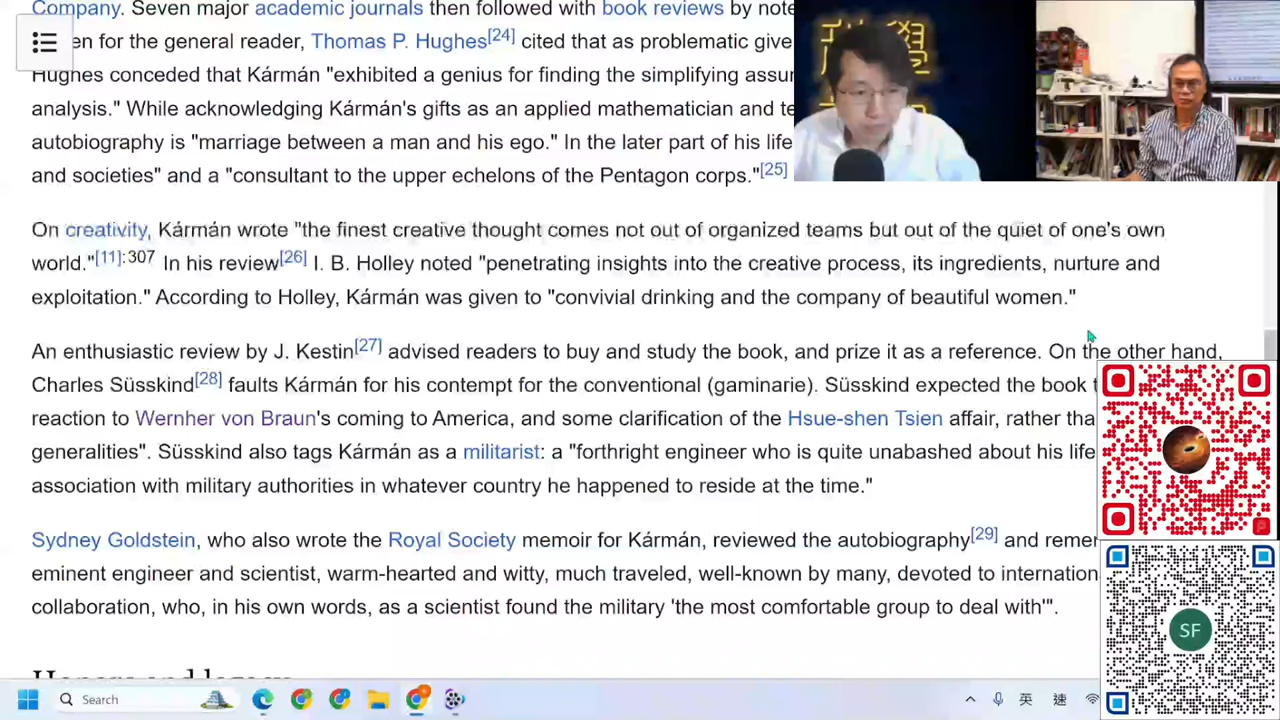 Company. Seven major academic journals then followed with book reviews by note
en for the general reader, Thomas P. Hughes[24] cited that as problematic give
Hughes conceded that Kármán "exhibited a genius for finding the simplifying assu
analysis." While acknowledging Kármán's gifts as an applied mathematician and te
autobiography is "marriage between a man and his ego." In the later part of his life
and societies" and a "consultant to the upper echelons of the Pentagon corps."[25]
On creativity, Kármán wrote "the finest creative thought comes not out of organized teams but out of the quiet of one's own
world."[11]:307 In his review[26] I. B. Holley noted "penetrating insights into the creative process, its ingredients, nurture and
exploitation." According to Holley, Kármán was given to "convivial drinking and the company of beautiful women."
An enthusiastic review by J. Kestin[27] advised readers to buy and study the book, and prize it as a reference. On the other hand,
Charles Süsskind[28] faults Kármán for his contempt for the conventional (gaminarie). Süsskind expected the book t
reaction to Wernher von Braun's coming to America, and some clarification of the Hsue-shen Tsien affair, rather tha
generalities". Süsskind also tags Kármán as a militarist: a "forthright engineer who is quite unabashed about his life
association with military authorities in whatever country he happened to reside at the time."
Sydney Goldstein, who also wrote the Royal Society memoir for Kármán, reviewed the autobiography[29] and remer
eminent engineer and scientist, warm-hearted and witty, much traveled, well-known by many, devoted to internation
collaboration, who, in his own words, as a scientist found the military 'the most comfortable group to deal with'".
SF
Search
英
速